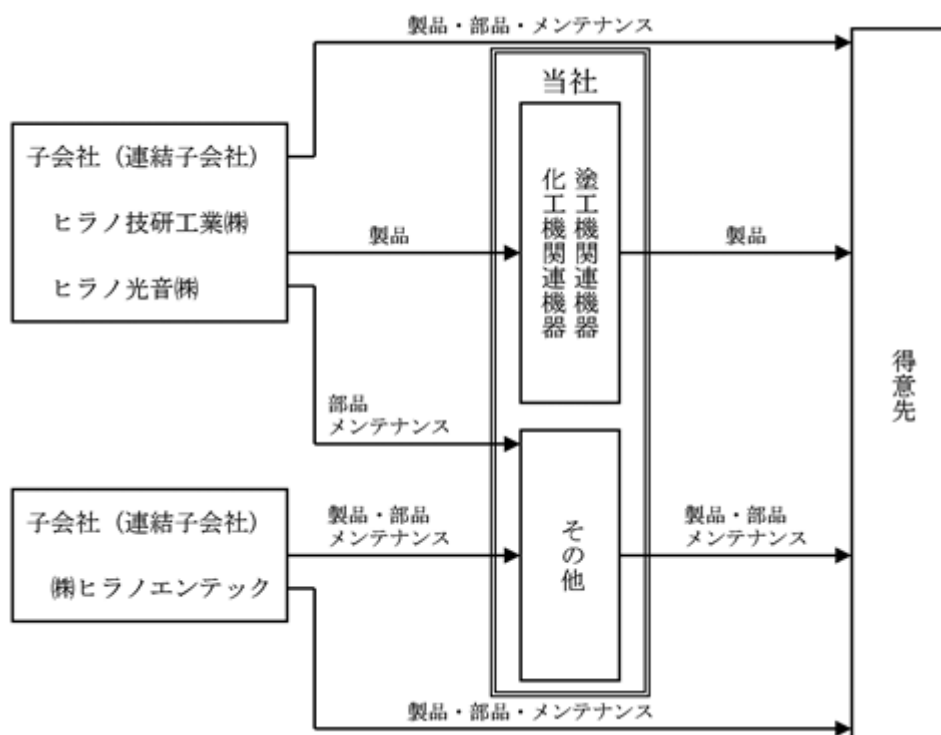 製品・部品・メンテナンス
当社
子会社（連結子会社）
ヒラノ技研工業㈱
ヒラノ光音㈱
製品
塗工機関連機器
化工機関連機器
製品
得意先
部品
メンテナンス
子会社（連結子会社）
㈱ヒラノエンテック
製品・部品
メンテナンス
その他
製品・部品
メンテナンス
製品・部品・メンテナンス